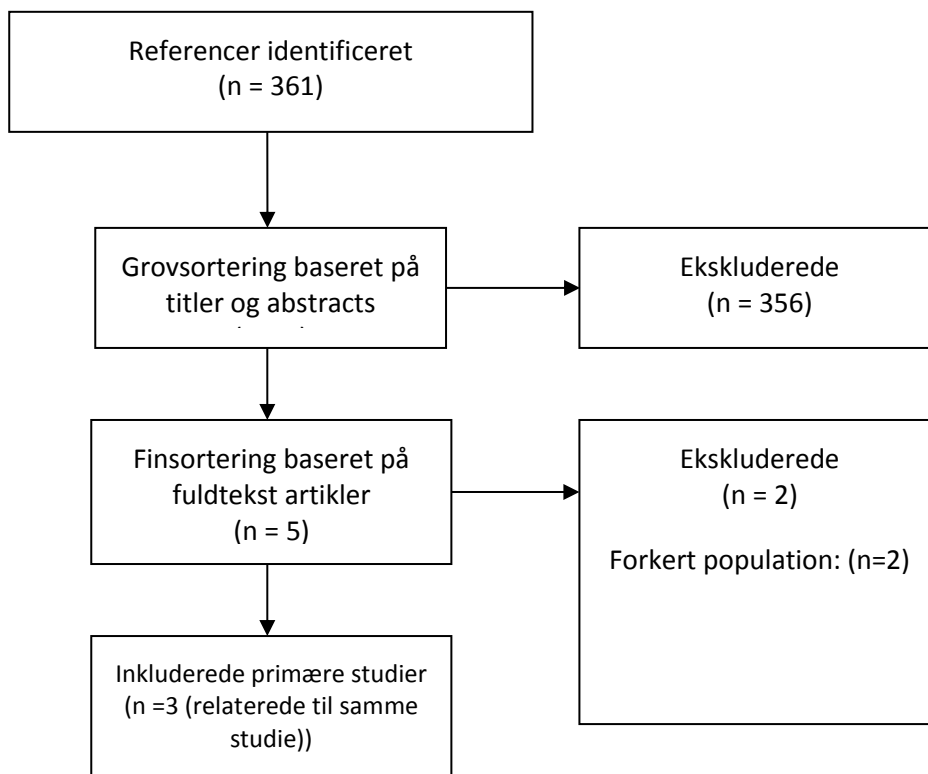 Referencer identificeret
(n = 361)
Grovsortering baseret på
titler og abstracts
Ekskluderede
(n = 356)
Finsortering baseret på
fuldtekst artikler
(n = 5)
Ekskluderede
(n = 2)
Forkert population: (n=2)
Inkluderede primære studier
(n =3 (relaterede til samme
studie))